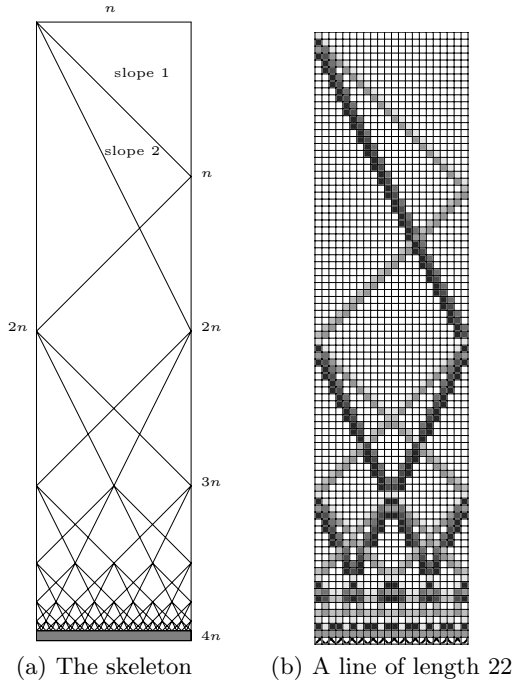 n
slope 1
slope 2
n
2n 2n
3n
4n
(a) The skeleton (b) A line of length 22